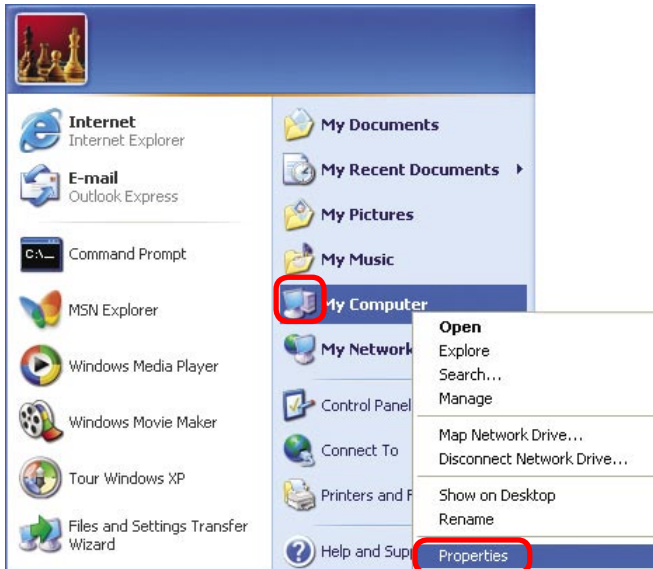 Internet
Internet Explorer
E-mail
Outlook Express
C:\_
Command Prompt
MSN Explorer
Windows Media Player
Windows Movie Maker
Tour Windows XP
Files and Settings Transfer
Wizard
My Documents
My Recent Documents
My Pictures
My Music
My Computer
My Network
Control Panel
Connect To
Printers and F
Help and Supp
Open
Explore
Search...
Manage
Map Network Drive...
Disconnect Network Drive...
Show on Desktop
Rename
Properties